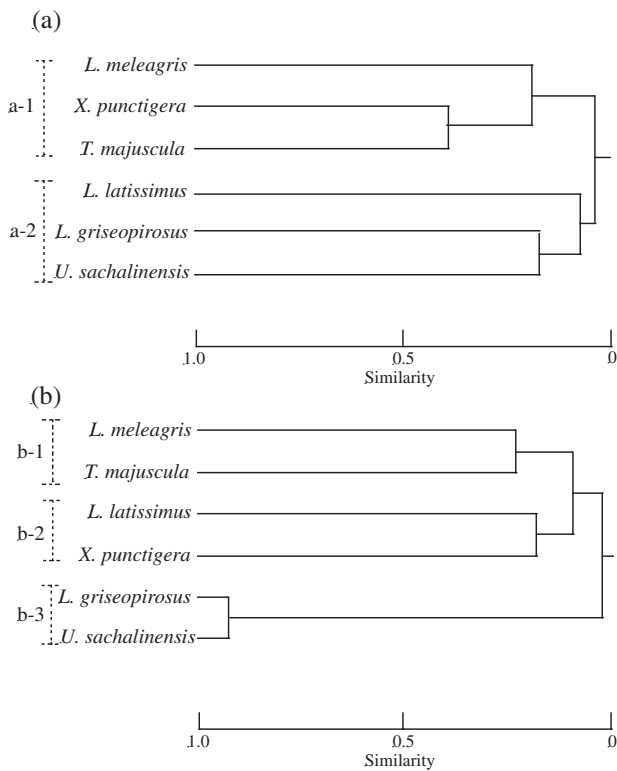 (a)
L. meleagris
X. punctigera
a-1
T. majuscula
L. latissimus
a-2
L. griseopirosus
U. sachalinensis
1.0 0.5 0
Similarity
(b)
L. meleagris
b-1
T. majuscula
L. latissimus
b-2
X. punctigera
L. griseopirosus
b-3
U. sachalinensis
1.0 0.5 0
Similarity